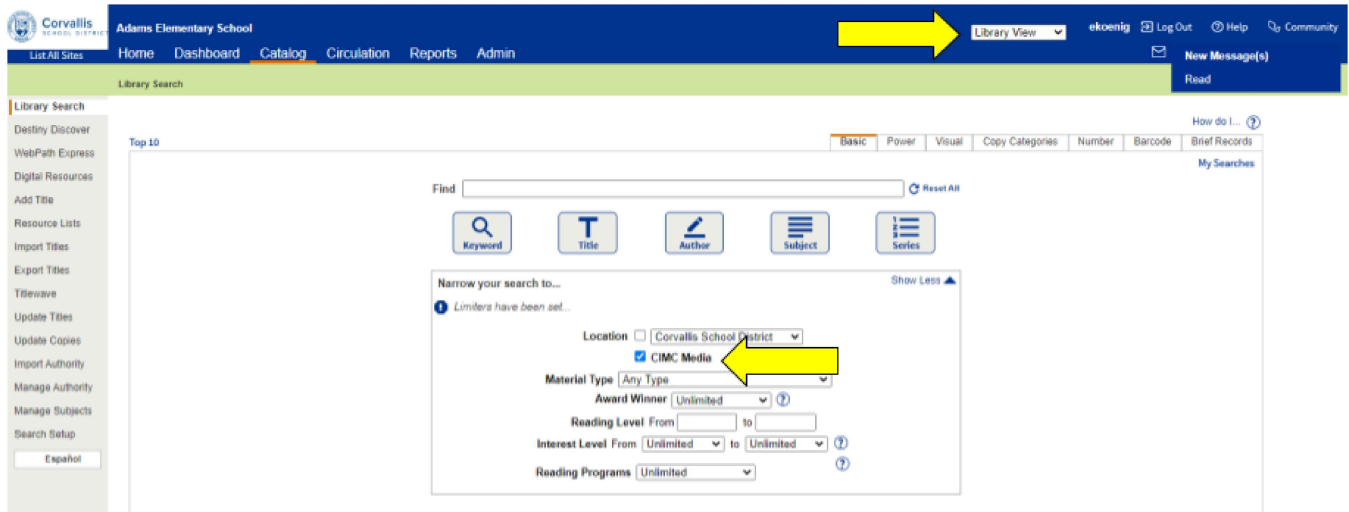 Corvallis
SCHOOL DISTRICT
Adams Elementary School
Library View
ekoenig Log Out Help Community
List All Sites
Home Dashboard Catalog Circulation Reports Admin
New Message(s)
Read
Library Search
Library Search
Destiny Discover
WebPath Express
Digital Resources
Add Title
Resource Lists
Import Titles
Export Titles
Titlewave
Update Titles
Update Copies
Import Authority
Manage Authority
Manage Subjects
Search Setup
Español
How do I... ?
Top 10
Basic Power Visual Copy Categories Number Barcode Brief Records
My Searches
Find Reset All
Keyword Title Author Subject Series
Narrow your search to... Show Less
Limiters have been set...
Location Corvallis School District
CIMC Media
Material Type Any Type
Award Winner Unlimited ?
Reading Level From to
Interest Level From Unlimited to Unlimited ?
Reading Programs Unlimited ?